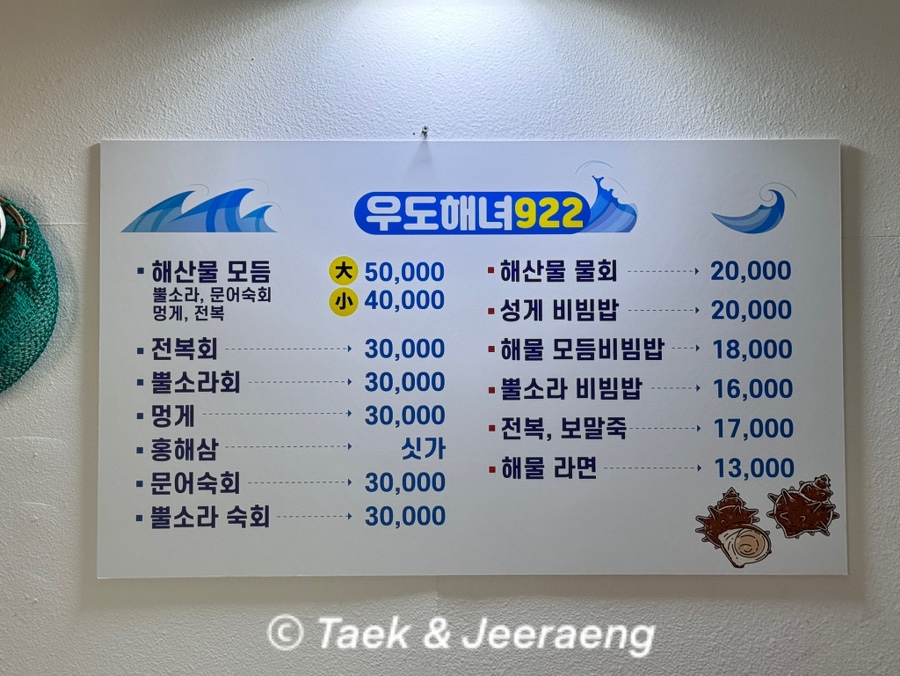 우도해녀922
해산물 모듬 大 50,000
뿔소라, 문어숙회
멍게, 전복
小 40,000
전복회 30,000
뿔소라회 30,000
멍게 30,000
홍해삼 싯가
문어숙회 30,000
뿔소라 숙회 30,000
해산물 물회 20,000
성게 비빔밥 20,000
해물 모듬비빔밥 18,000
뿔소라 비빔밥 16,000
전복, 보말죽 17,000
해물 라면 13,000
© Taek & Jeeraeng